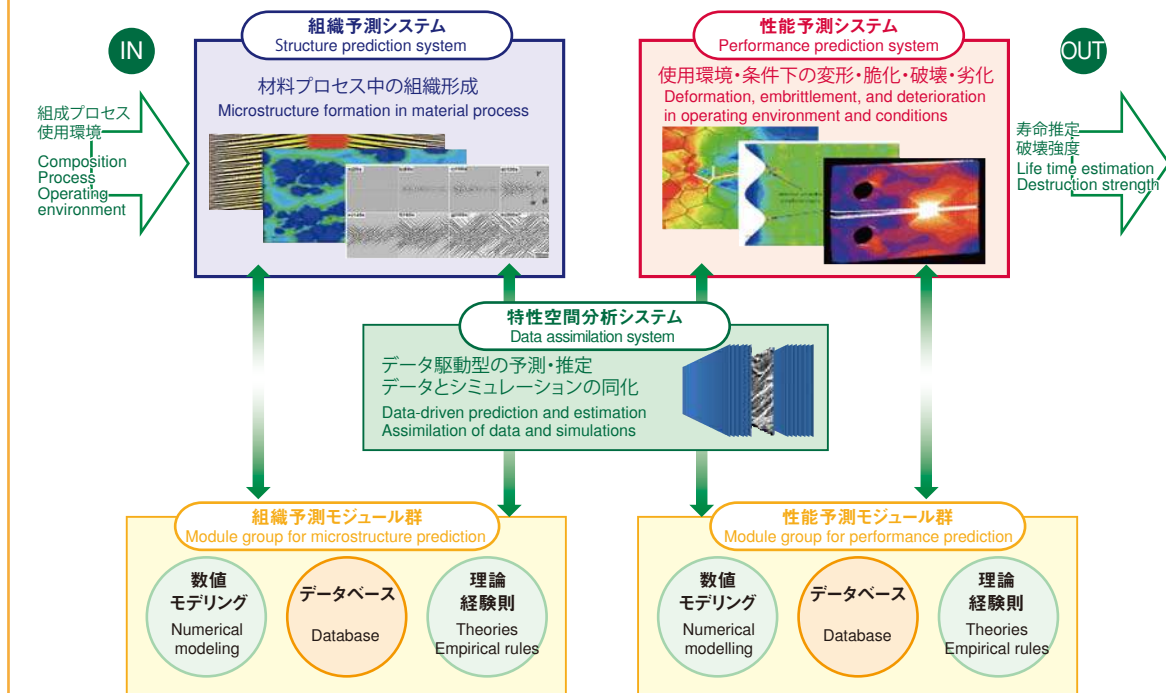 IN
組成プロセス
使用環境
Composition
Process
Operating
environment
組織予測システム
Structure prediction system
材料プロセス中の組織形成
Microstructure formation in material process
性能予測システム
Performance prediction system
使用環境・条件下の変形・脆化・破壊・劣化
Deformation, embrittlement, and deterioration
in operating environment and conditions
OUT
寿命推定
破壊強度
Life time estimation
Destruction strength
特性空間分析システム
Data assimilation system
データ駆動型の予測・推定
データとシミュレーションの同化
Data-driven prediction and estimation
Assimilation of data and simulations
組織予測モジュール群
Module group for microstructure prediction
数値
モデリング
Numerical
modeling
データベース
Database
理論
経験則
Theories
Empirical rules
性能予測モジュール群
Module group for performance prediction
数値
モデリング
Numerical
modeling
データベース
Database
理論
経験則
Theories
Empirical rules